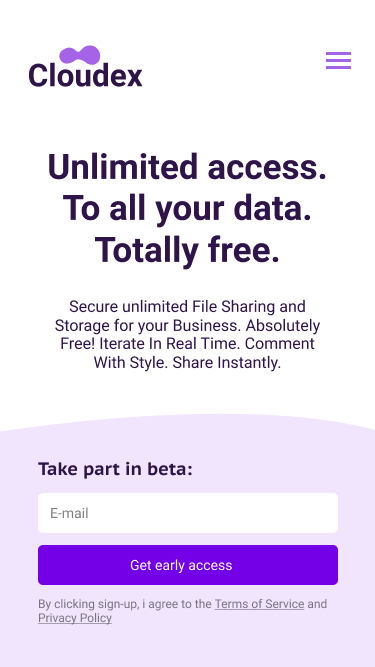 Cloudex
Unlimited access.
To all your data.
Totally free.
Secure unlimited File Sharing and
Storage for your Business. Absolutely
Free! Iterate In Real Time. Comment
With Style. Share Instantly.
Take part in beta:
E-mail
Get early access
By clicking sign-up, i agree to the Terms of Service and
Privacy Policy